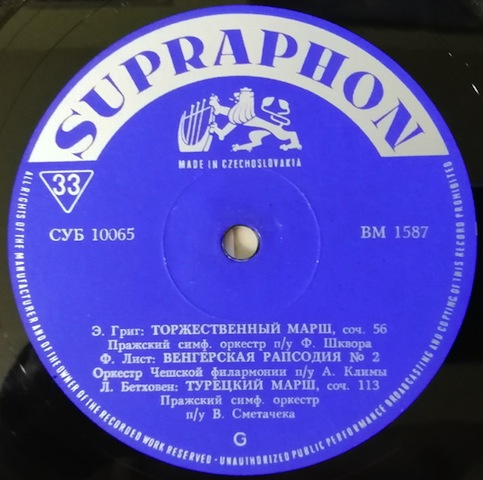 SUPRAPHON
MADE IN CZECHOSLOVAKIA
33
СУБ 10065
ВМ 1587
Э. Григ: ТОРЖЕСТВЕННЫЙ МАРШ, соч. 56
Пражский симф. оркестр п/у Ф. Шквора
Ф. Лист: ВЕНГЕРСКАЯ РАПСОДИЯ № 2
Оркестр Чешской филармонии п/у А. Климы
Л. Бетховен: ТУРЕЦКИЙ МАРШ, соч. 113
Пражский симф. оркестр
п/у В. Сметачека
G
ALL RIGHTS OF THE MANUFACTURER AND OF THE OWNER OF THE RECORDED WORK RESERVED - UNAUTHORIZED PUBLIC PERFORMANCE BROADCASTING AND COPYING OF THIS RECORD PROHIBITED